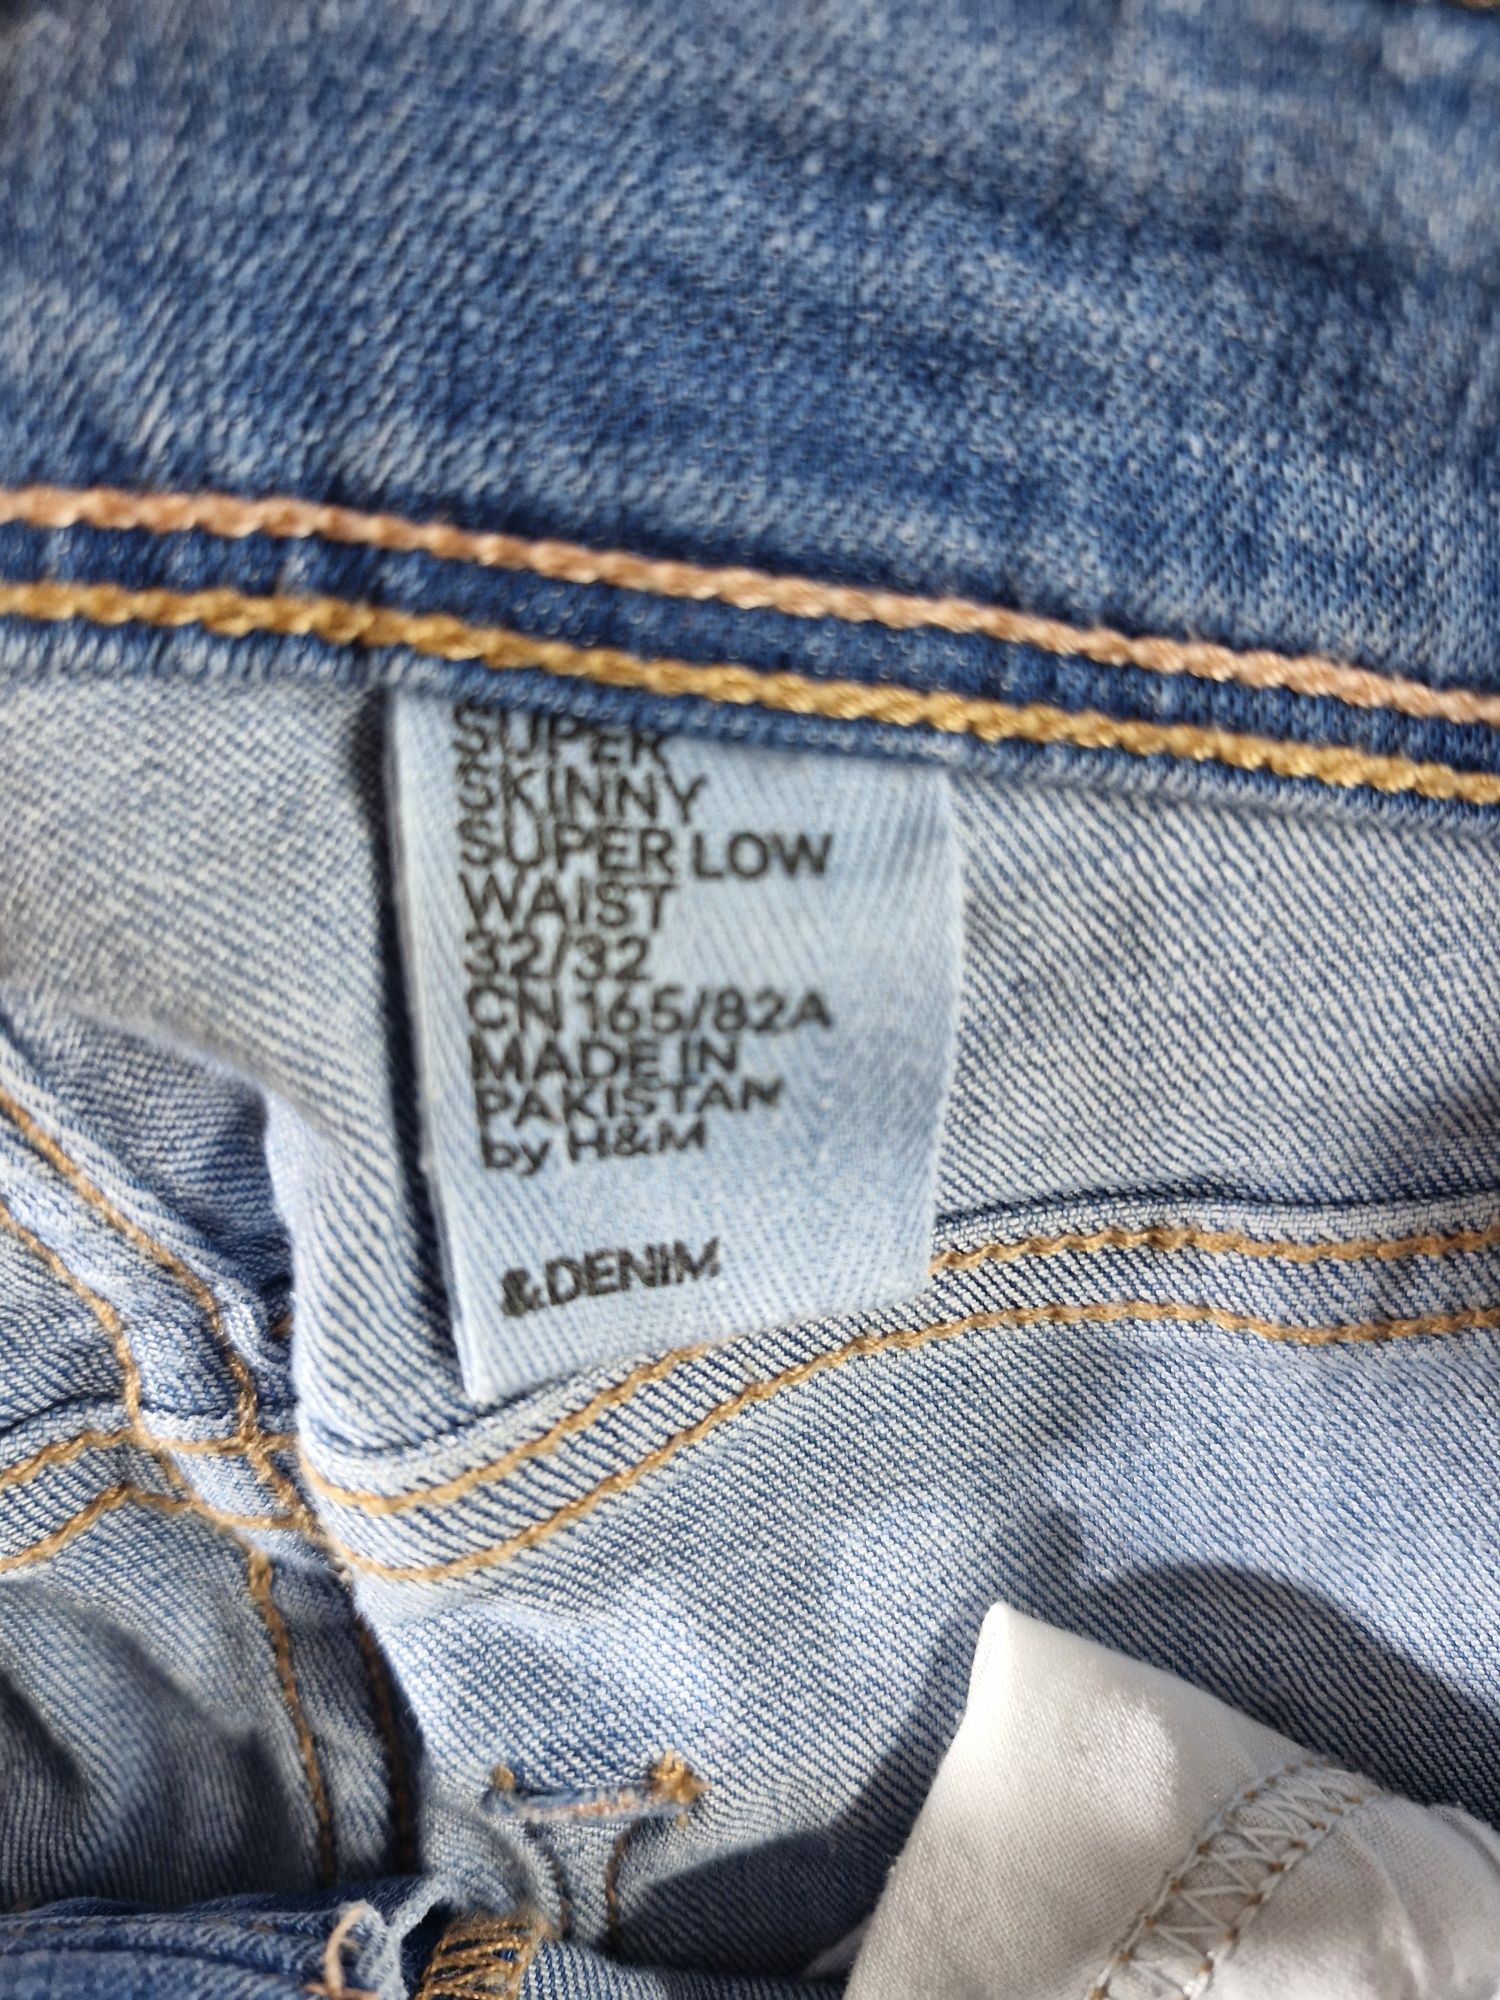 SUPER
SKINNY
SUPER LOW
WAIST
32/32
CN 165/82A
MADE IN
PAKISTAN
by H&M
&DENIM